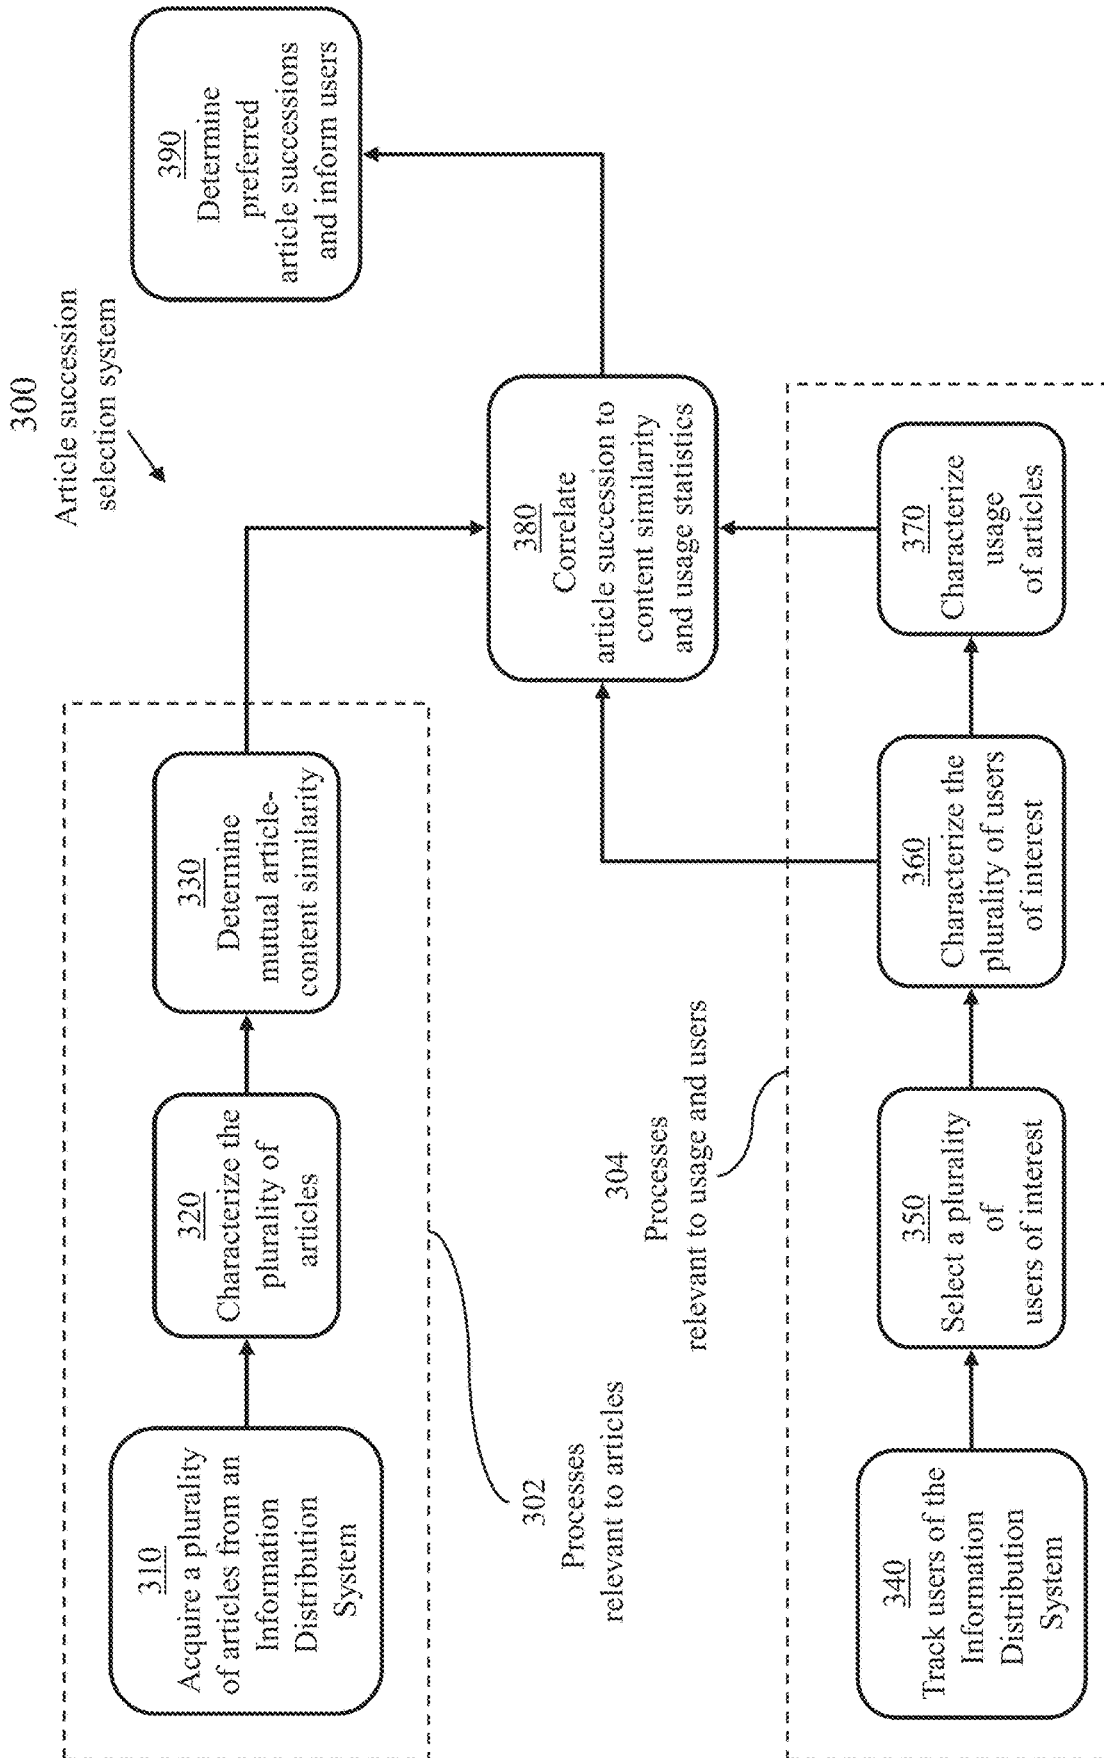 300
Article succession
selection system
310
Acquire a plurality
of articles from an
Information
Distribution
System
320
Characterize the
plurality of
articles
330
Determine
mutual article-
content similarity
390
Determine
preferred
article successions
and inform users
302
Processes
relevant to articles
380
Correlate
article succession to
content similarity
and usage statistics
304
Processes
relevant to usage and users
340
Track users of the
Information
Distribution
System
350
Select a plurality
of
users of interest
360
Characterize the
plurality of users
of interest
370
Characterize
usage
of articles